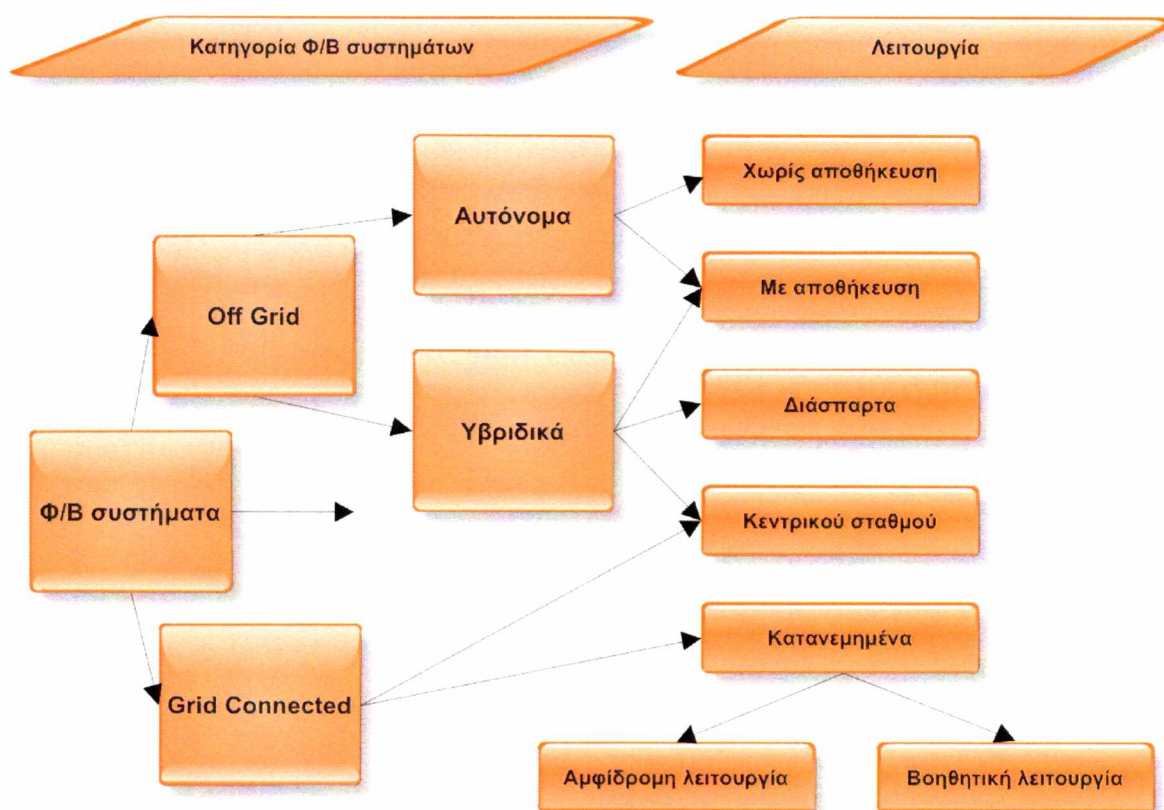 Κατηγορία Φ/Β συστημάτων
Λειτουργία
Χωρίς αποθήκευση
Αυτόνομα
Με αποθήκευση
Off Grid
Διάσπαρτα
Υβριδικά
Φ/Β συστήματα
Κεντρικού σταθμού
Κατανεμημένα
Grid Connected
Αμφίδρομη λειτουργία
Βοηθητική λειτουργία